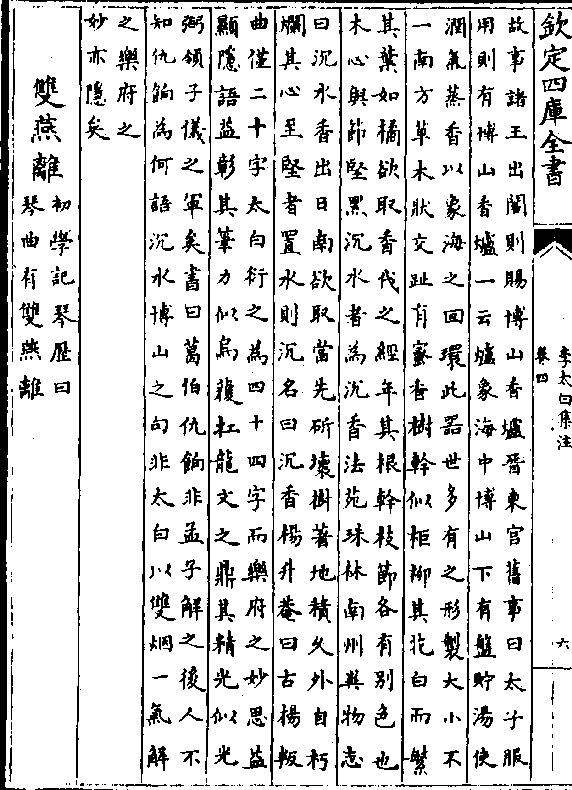 欽定四庫全書
李太白集注
卷四
六
故事諸王出閣則賜博山香爐晉東宮舊事曰太子服
用則有博山香爐一云爐象海中博山下有盤貯湯使
潤氣蒸香以象海之回環此器世多有之形製大小不
一南方草木狀交趾有蜜香樹幹似柜柳其花白而繁
其葉如橘欲取香伐之經年其根幹枝節各有別色也
木心與節堅黑沉水者為沉香法苑珠林南州異物志
曰沉水香出日南欲取當先斫壞樹著地積久外自朽
爛其心至堅者置水則沉名曰沉香楊升菴曰古楊叛
曲僅二十字太白衍之為四十四字而樂府之妙思益
顯隱語益彰其筆力似烏獲扛龍文之鼎其精光似光
弼領子儀之軍矣書曰葛伯仇餉非孟子解之後人不
知仇餉為何語沉水博山之句非太白以雙烟一氣解
之樂府之
妙亦隱矣
雙燕離
初學記琴歷曰
琴曲有雙燕離